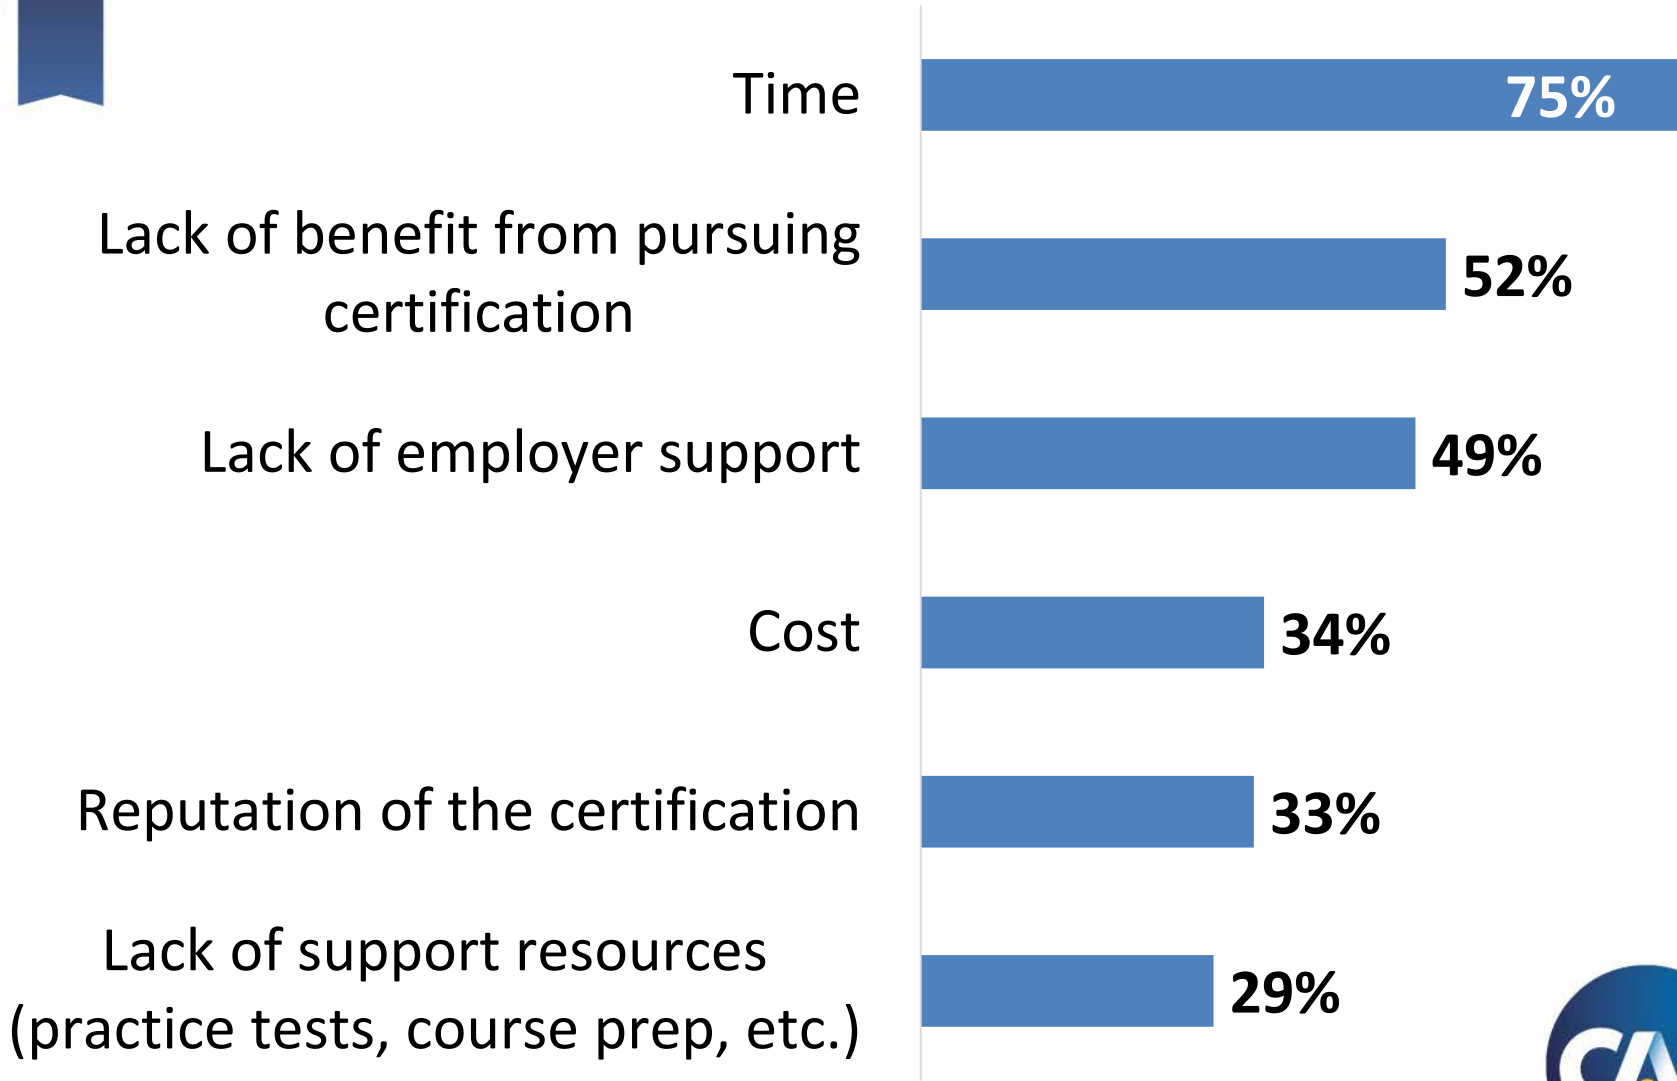 Time
75%
Lack of benefit from pursuing
certification
52%
Lack of employer support
49%
Cost
34%
Reputation of the certification
33%
Lack of support resources
(practice tests, course prep, etc.)
29%
CA